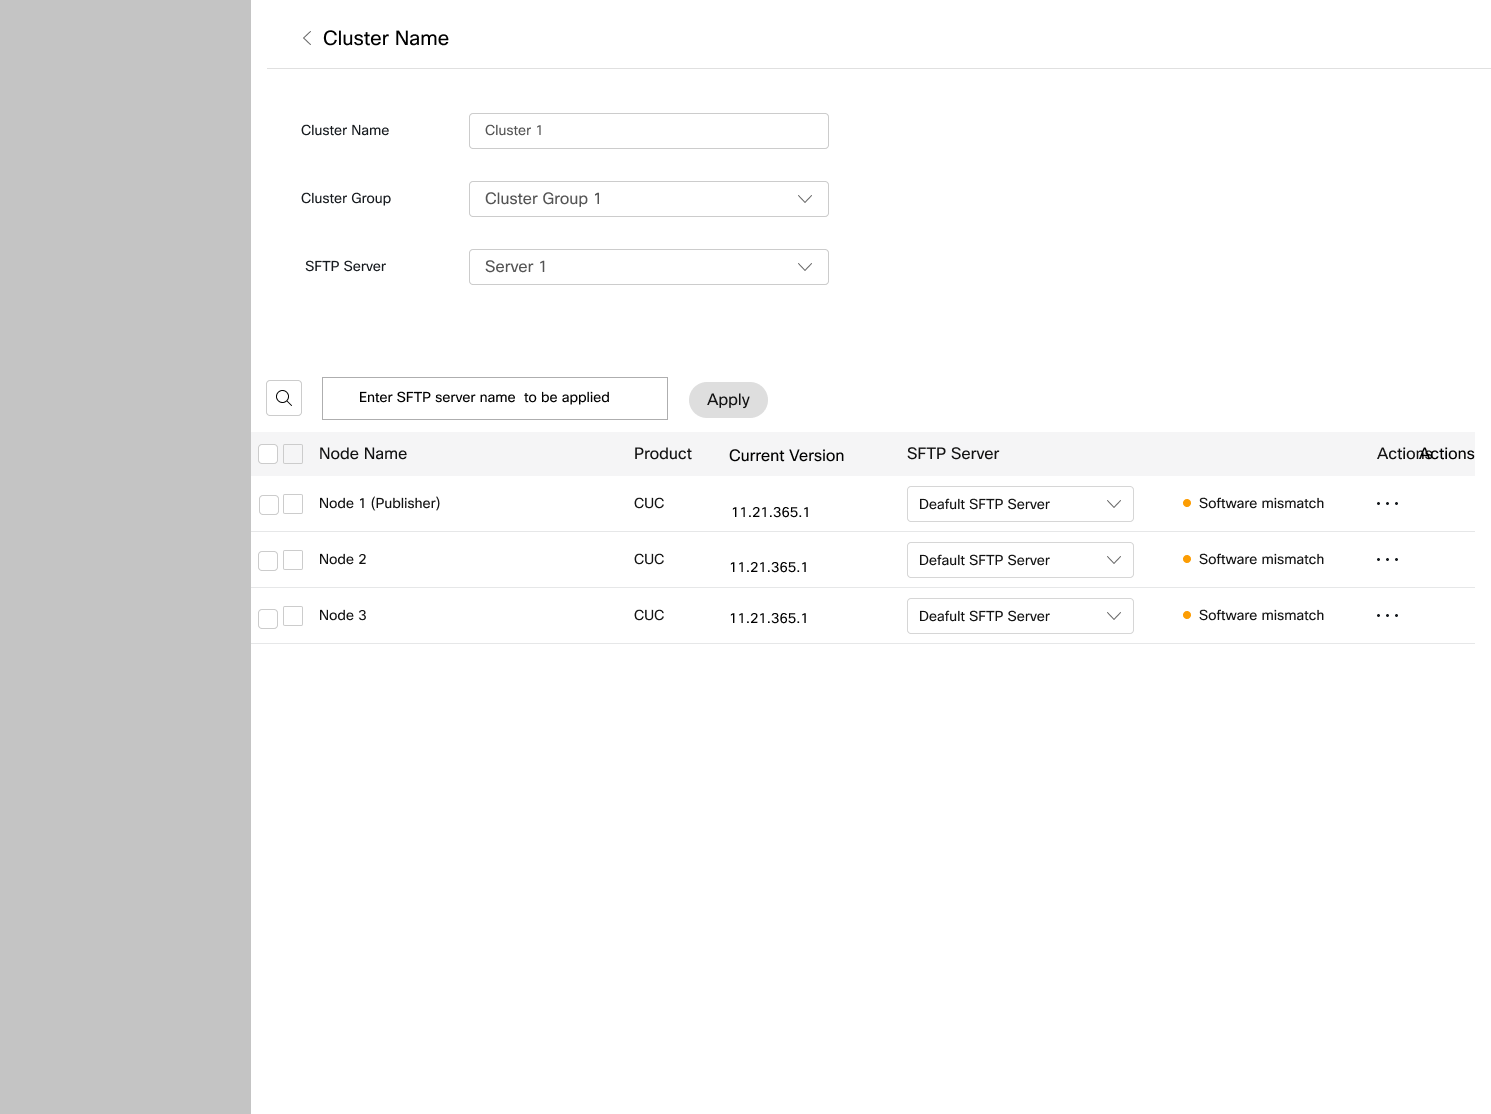 Cluster Name
Cluster Name
Cluster 1
Cluster Group
Cluster Group 1
SFTP Server
Server 1
Enter SFTP server name  to be applied
Apply
Node Name
Product
Current Version
SFTP Server
Actions
Actions
Node 1 (Publisher)
CUC
11.21.365.1
Deafult SFTP Server
Software mismatch
Node 2
CUC
11.21.365.1
Default SFTP Server
Software mismatch
Node 3
CUC
11.21.365.1
Deafult SFTP Server
Software mismatch